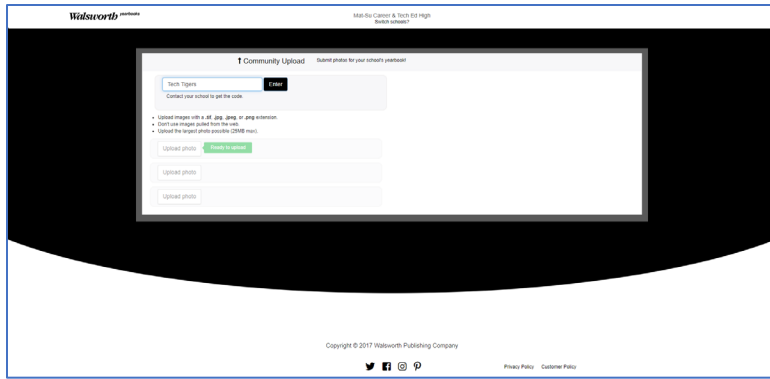 Walsworth yearbooks
Mat-Su Career & Tech Ed High
Switch schools?
Community Upload Submit photos for your school's yearbook!
Tech Tigers Enter
Contact your school to get the code.
Upload images with a .tif, .jpg, .jpeg, or .png extension.
Don't use images pulled from the web.
Upload the largest photo possible (25MB max).
Upload photo Ready to upload
Upload photo
Upload photo
Copyright © 2017 Walsworth Publishing Company
Privacy Policy Customer Policy